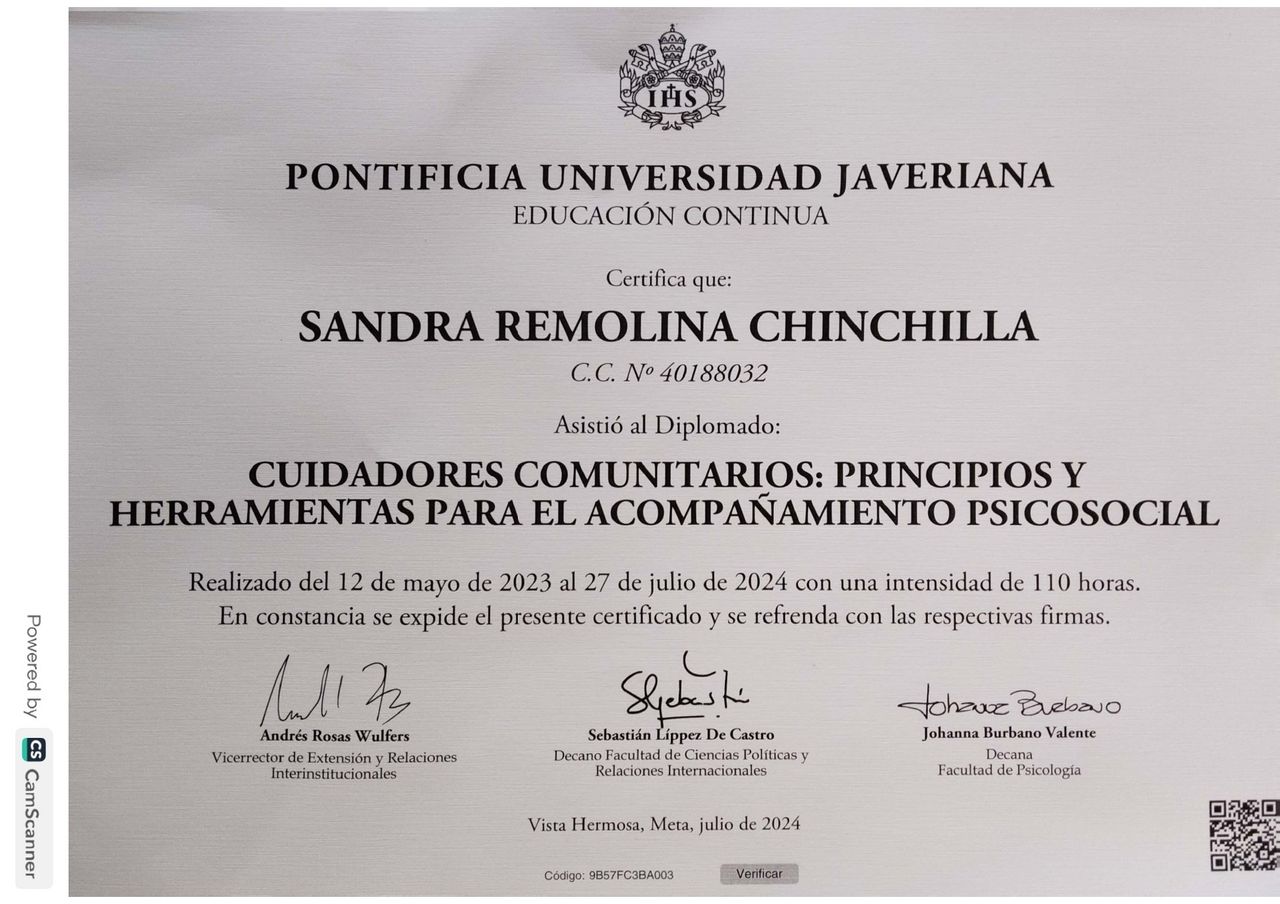 IHS
PONTIFICIA UNIVERSIDAD JAVERIANA
EDUCACIÓN CONTINUA
Certifica que:
SANDRA REMOLINA CHINCHILLA
C.C. Nº 40188032
Asistió al Diplomado:
CUIDADORES COMUNITARIOS: PRINCIPIOS Y
HERRAMIENTAS PARA EL ACOMPAÑAMIENTO PSICOSOCIAL
Realizado del 12 de mayo de 2023 al 27 de julio de 2024 con una intensidad de 110 horas.
En constancia se expide el presente certificado y se refrenda con las respectivas firmas.
Johanna Burbano
Andrés Rosas Wulfers
Vicerrector de Extensión y Relaciones
Interinstitucionales
Sebastián Líppez De Castro
Decano Facultad de Ciencias Políticas y
Relaciones Internacionales
Johanna Burbano Valente
Decana
Facultad de Psicología
Vista Hermosa, Meta, julio de 2024
Código: 9B57FC3BA003
Verificar
Powered by CS CamScanner